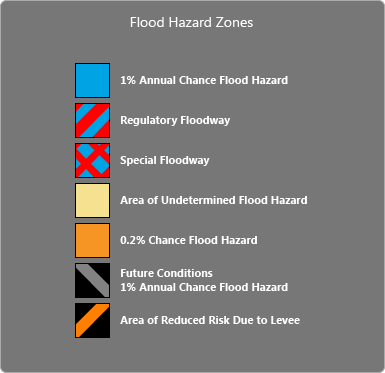 Flood Hazard Zones
1% Annual Chance Flood Hazard
Regulatory Floodway
Special Floodway
Area of Undetermined Flood Hazard
0.2% Chance Flood Hazard
Future Conditions
1% Annual Chance Flood Hazard
Area of Reduced Risk Due to Levee